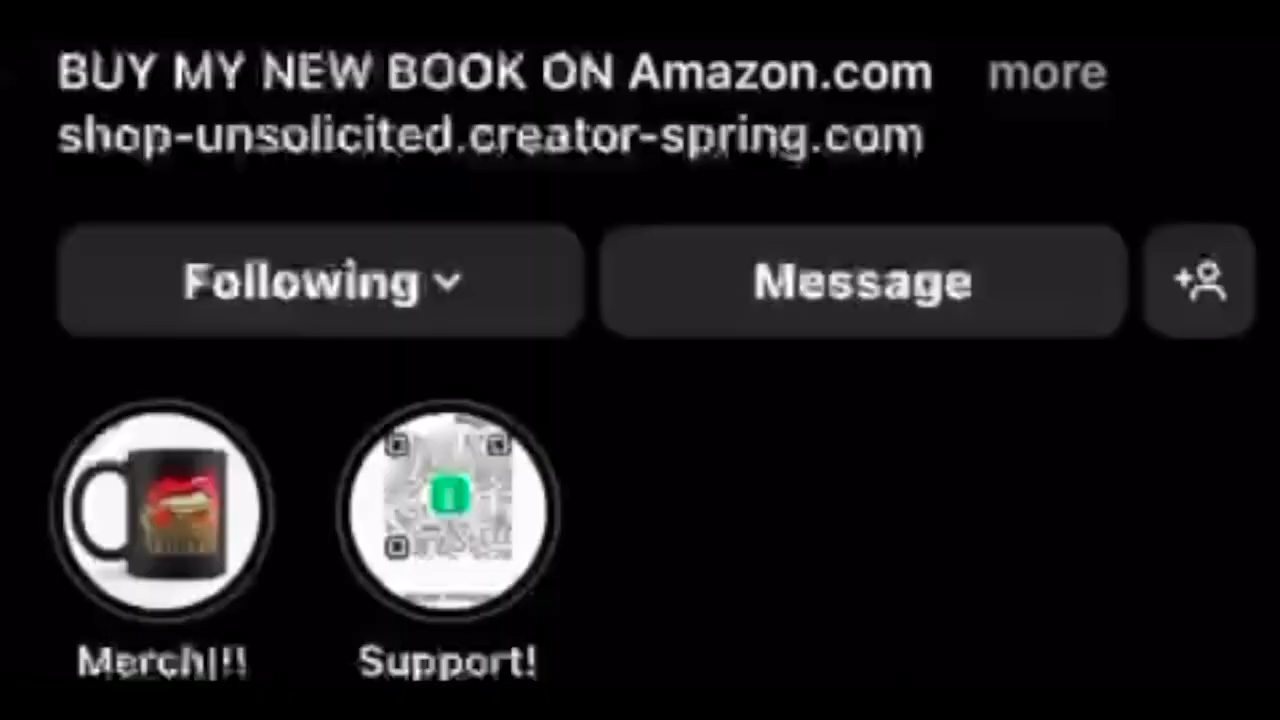 BUY MY NEW BOOK ON Amazon.com more
shop-unsolicited.creator-spring.com
Following
Message
Merch!!!
Support!